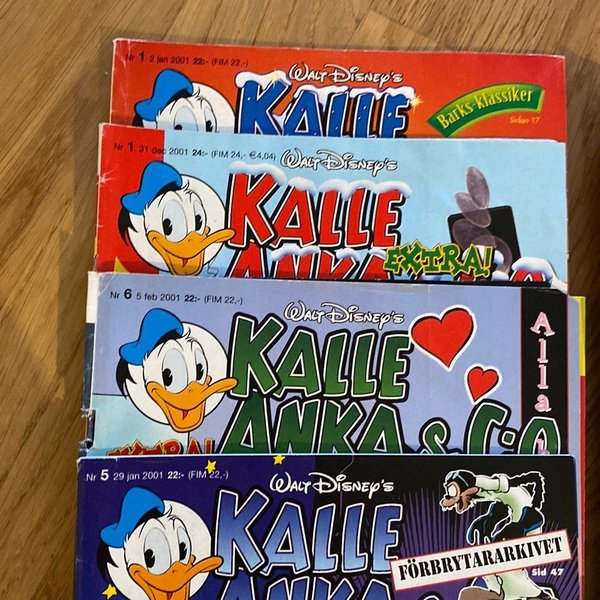 Nr 1 2 jan 2001 22:- (FIM 22,-)
WALT DISNEY'S
KALLE
Barks-klassiker
Sidan 17
Nr 1 31 dec 2001 24:- (FIM 24,- €4,04)
WALT DISNEY'S
KALLE
ANKA
EXTRA!
Nr 6 5 feb 2001 22:- (FIM 22,-)
WALT DISNEY'S
KALLE
ANKA & C:O
Alla
EXTRA!
Nr 5 29 jan 2001 22:- (FIM 22,-)
WALT DISNEY'S
KALLE
FÖRBRYTARARKIVET
Sid 47